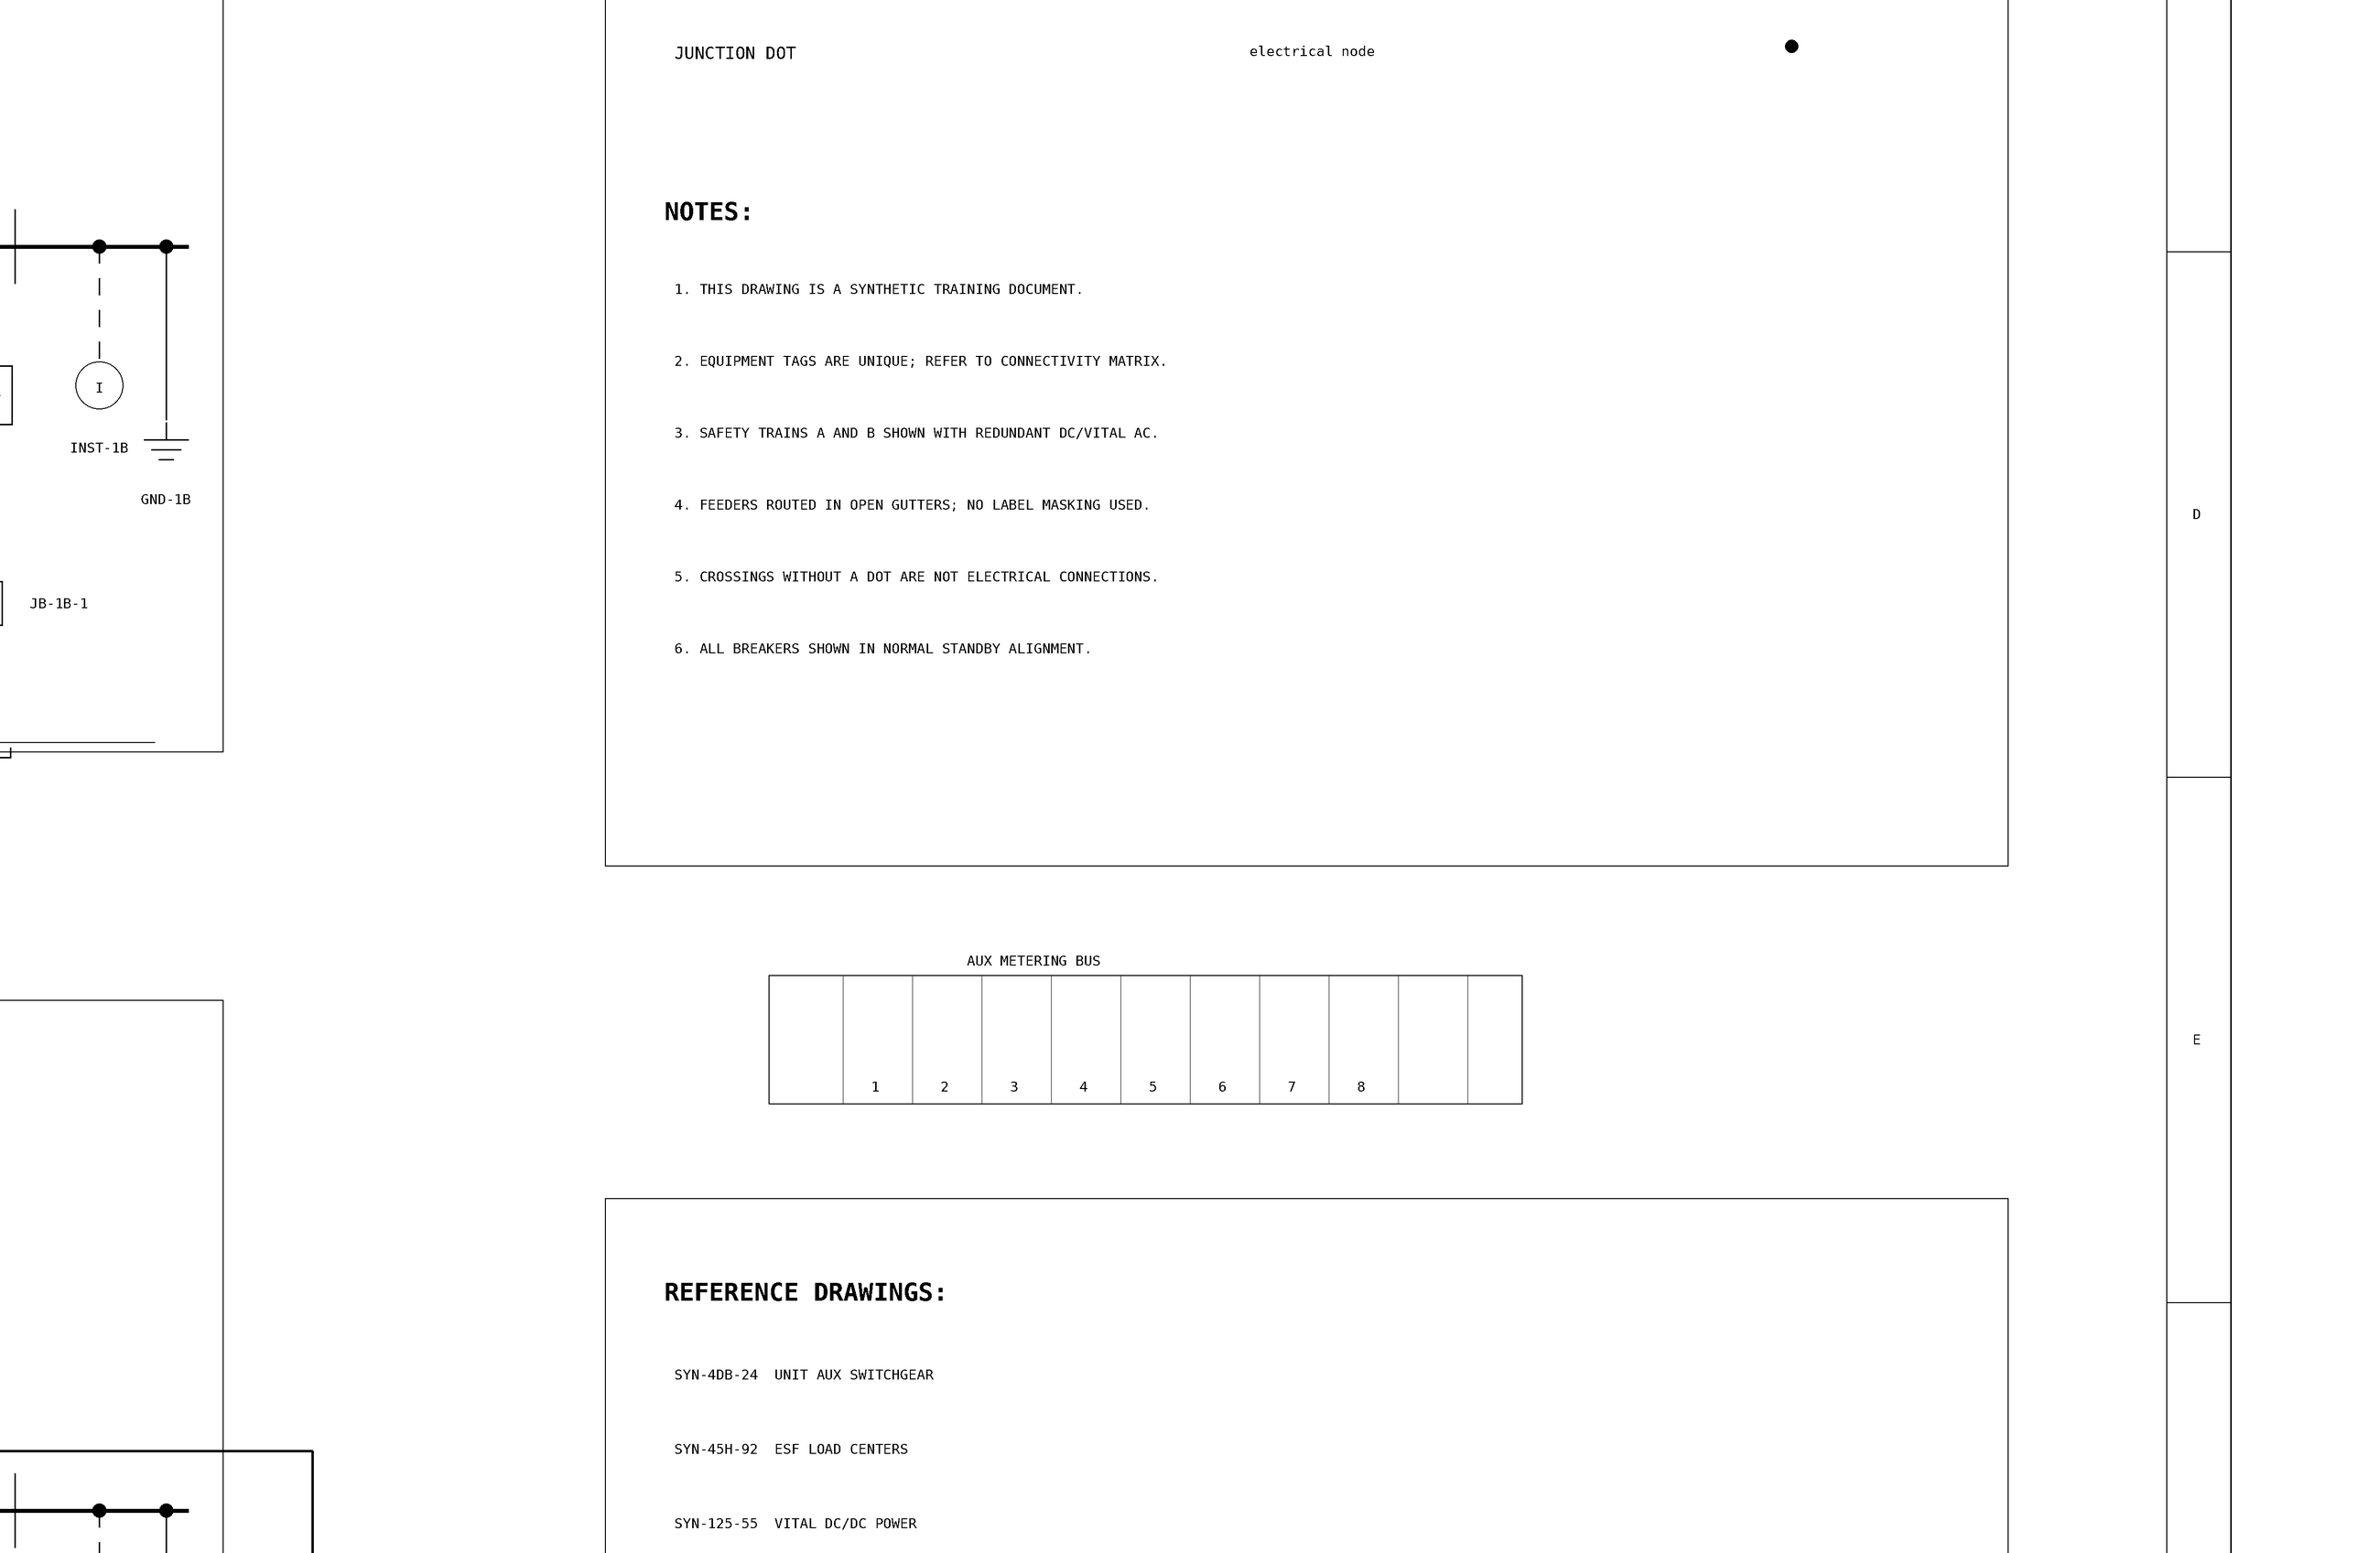 JUNCTION DOT electrical node
NOTES:
1. THIS DRAWING IS A SYNTHETIC TRAINING DOCUMENT.
2. EQUIPMENT TAGS ARE UNIQUE; REFER TO CONNECTIVITY MATRIX.
3. SAFETY TRAINS A AND B SHOWN WITH REDUNDANT DC/VITAL AC.
4. FEEDERS ROUTED IN OPEN GUTTERS; NO LABEL MASKING USED.
5. CROSSINGS WITHOUT A DOT ARE NOT ELECTRICAL CONNECTIONS.
6. ALL BREAKERS SHOWN IN NORMAL STANDBY ALIGNMENT.
I
INST-1B
GND-1B
JB-1B-1
D
AUX METERING BUS
1 2 3 4 5 6 7 8
E
REFERENCE DRAWINGS:
SYN-4DB-24 UNIT AUX SWITCHGEAR
SYN-45H-92 ESF LOAD CENTERS
SYN-125-55 VITAL DC/DC POWER